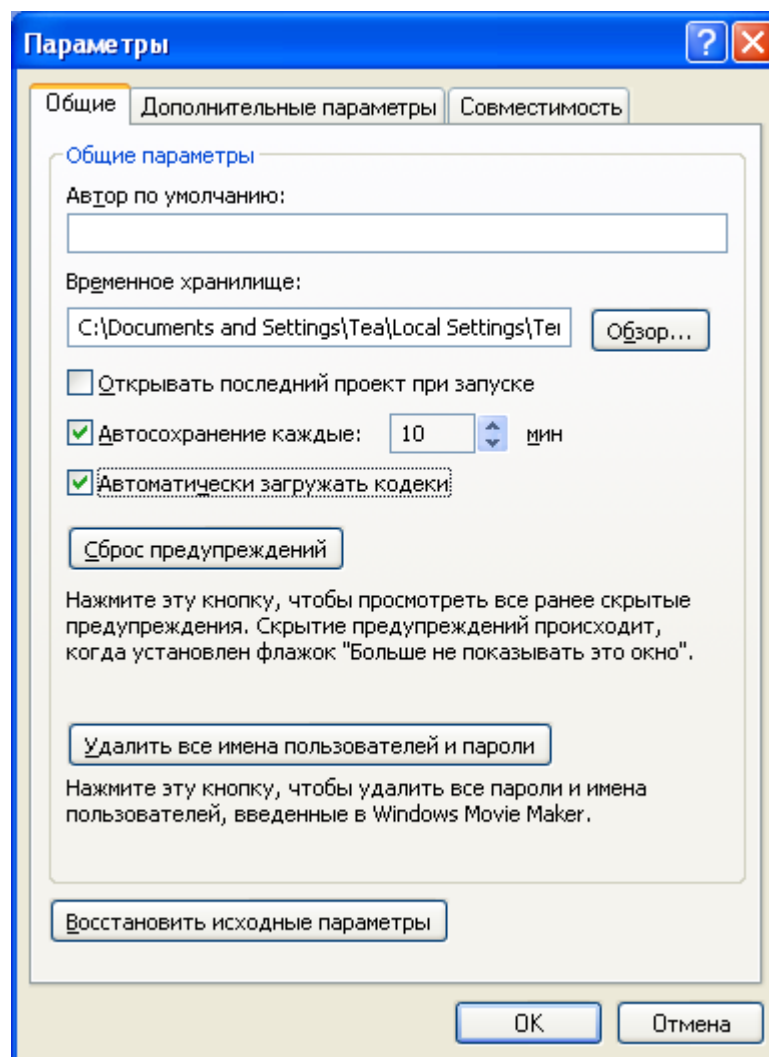 Параметры
Общие Дополнительные параметры Совместимость
Общие параметры
Автор по умолчанию:
Временное хранилище:
C:\Documents and Settings\Tea\Local Settings\Te
Обзор...
Открывать последний проект при запуске
Автосохранение каждые: 10 мин
Автоматически загружать кодеки
Сброс предупреждений
Нажмите эту кнопку, чтобы просмотреть все ранее скрытые
предупреждения. Скрытие предупреждений происходит,
когда установлен флажок "Больше не показывать это окно".
Удалить все имена пользователей и пароли
Нажмите эту кнопку, чтобы удалить все пароли и имена
пользователей, введенные в Windows Movie Maker.
Восстановить исходные параметры
OK Отмена